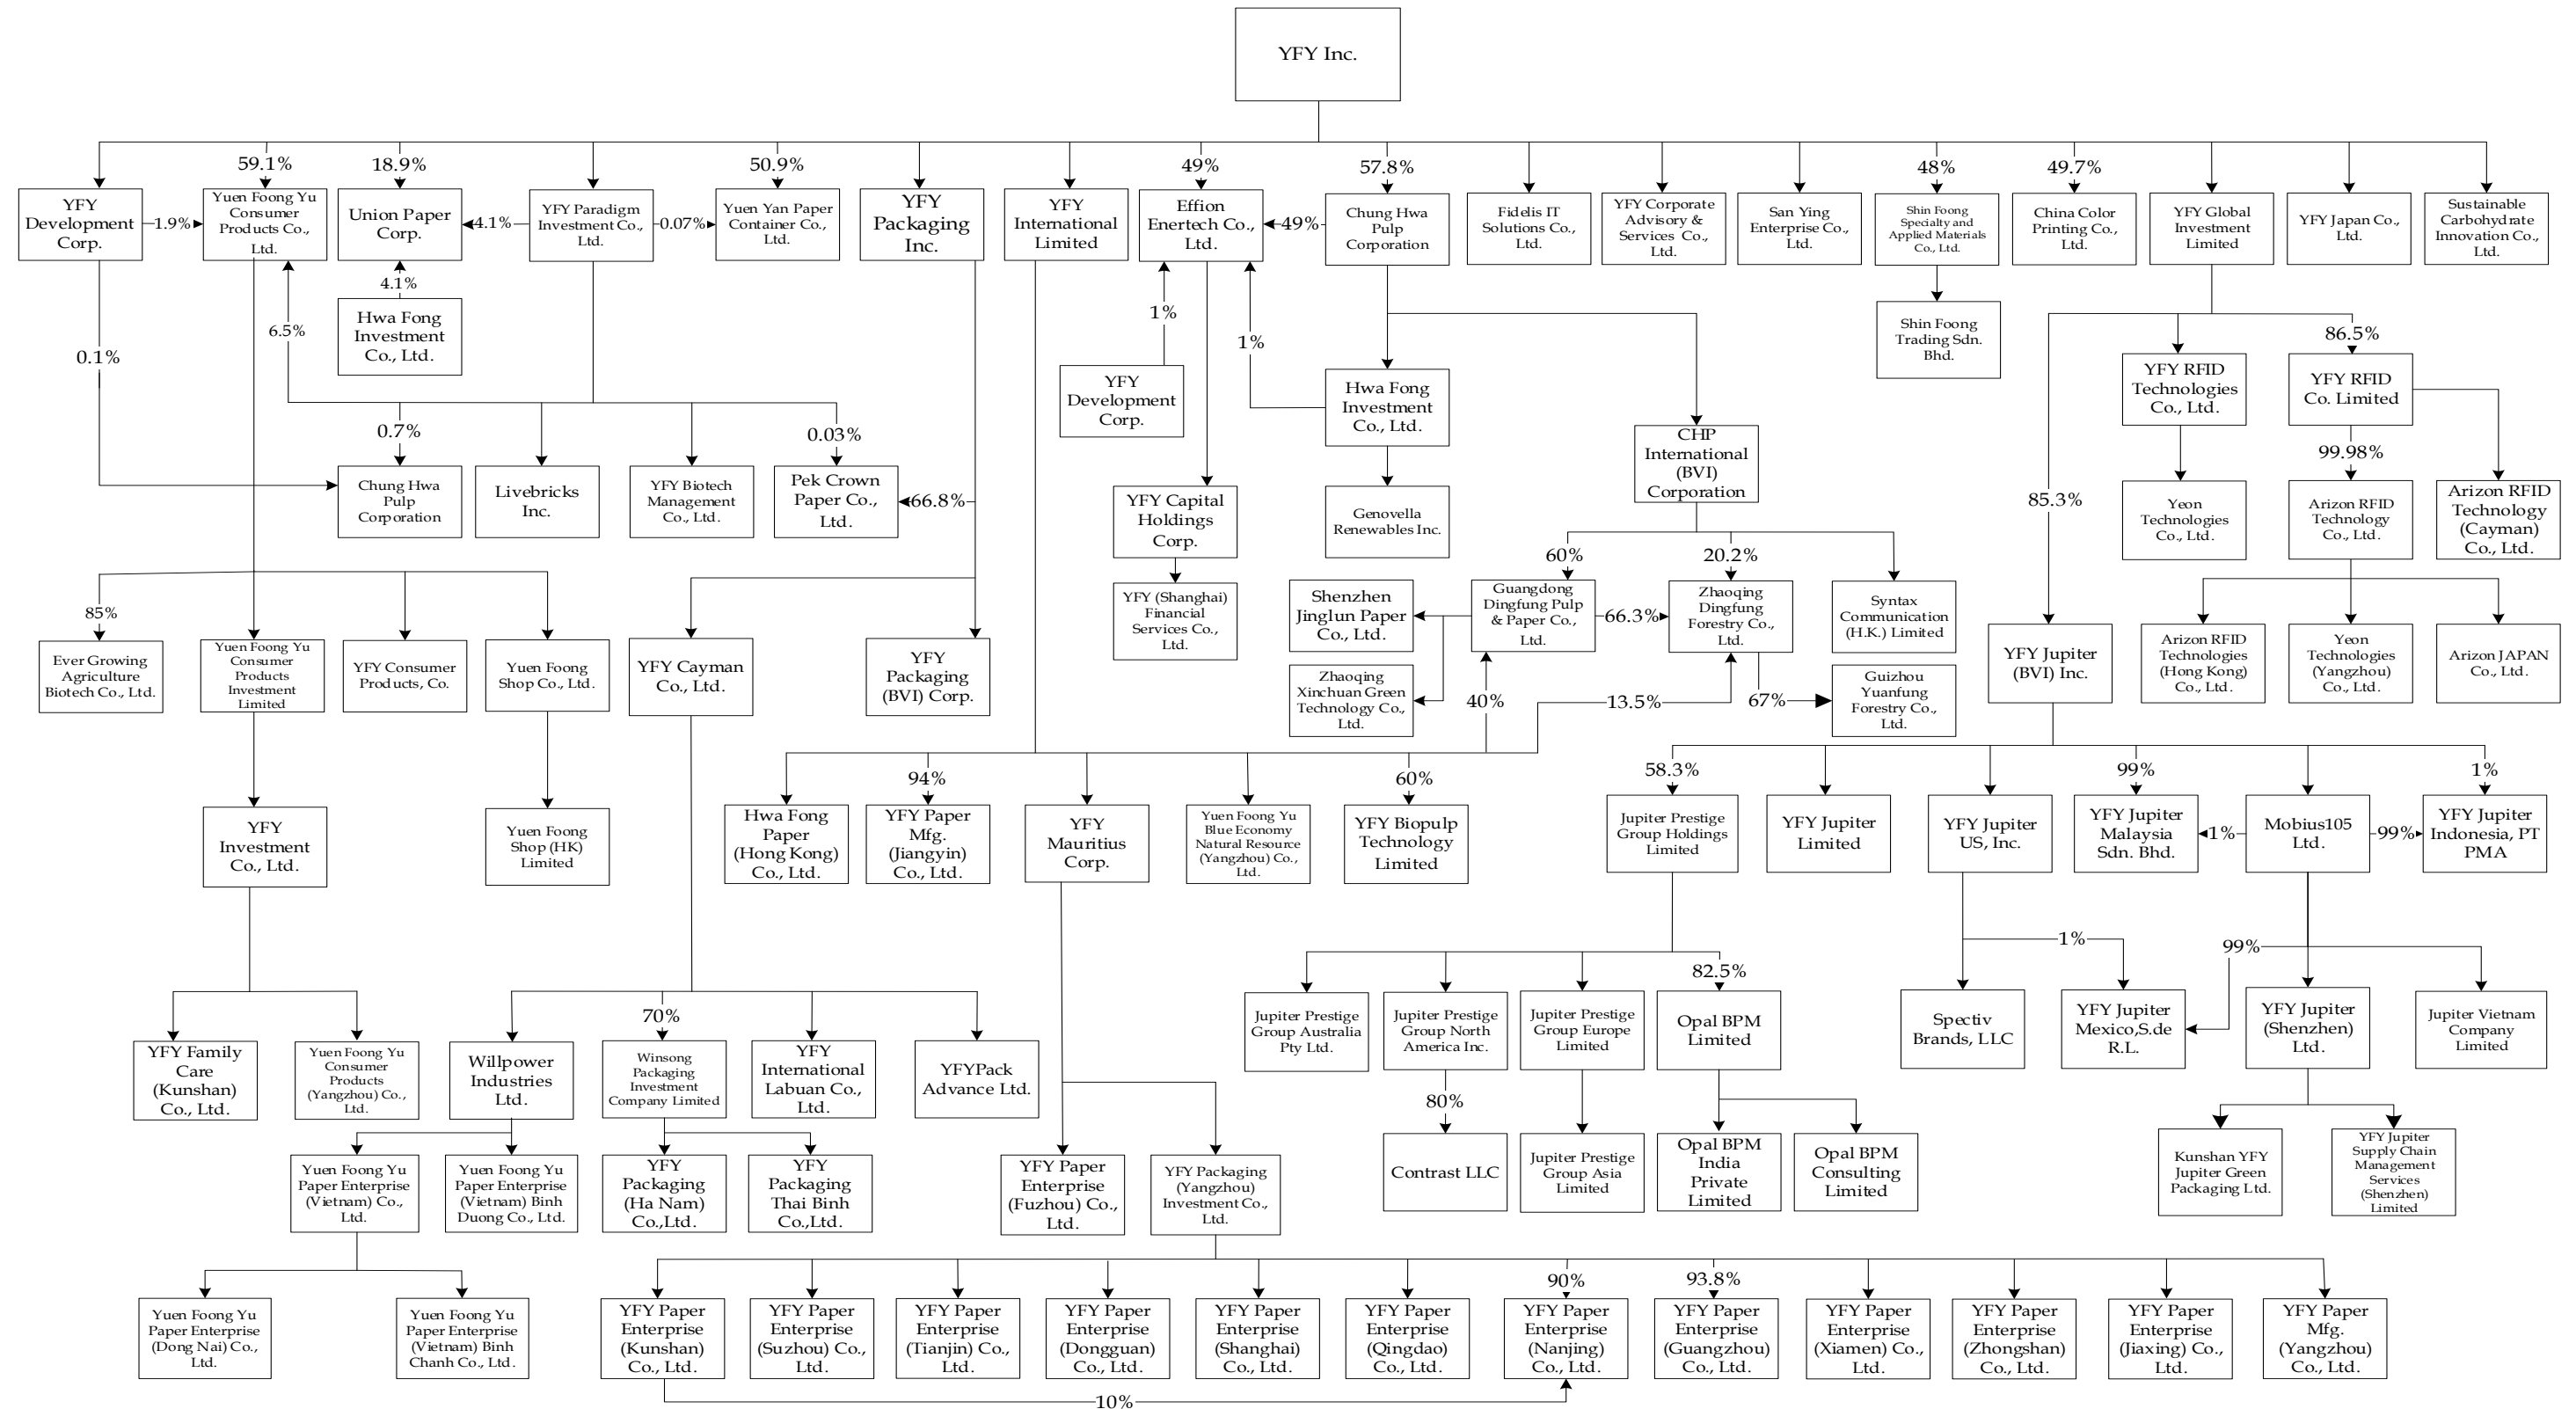 YFY Inc.
59.1%
18.9%
50.9%
49%
57.8%
48%
49.7%
YFY
Development
Corp.
1.9%
Yuen Foong Yu
Consumer
Products Co.,
Ltd.
Union Paper
Corp.
4.1%
YFY Paradigm
Investment Co.,
Ltd.
0.07%
Yuen Yan Paper
Container Co.,
Ltd.
YFY
Packaging
Inc.
YFY
International
Limited
Effion
Enertech Co.,
Ltd.
49%
Chung Hwa
Pulp
Corporation
Fidelis IT
Solutions Co.,
Ltd.
YFY Corporate
Advisory &
Services Co.,
Ltd.
San Ying
Enterprise Co.,
Ltd.
Shin Foong
Specialty and
Applied Materials
Co., Ltd.
China Color
Printing Co.,
Ltd.
YFY Global
Investment
Limited
YFY Japan Co.,
Ltd.
Sustainable
Carbohydrate
Innovation Co.,
Ltd.
4.1%
Hwa Fong
Investment
Co., Ltd.
6.5%
0.1%
1%
1%
Shin Foong
Trading Sdn.
Bhd.
86.5%
YFY
Development
Corp.
Hwa Fong
Investment
Co., Ltd.
YFY RFID
Technologies
Co., Ltd.
YFY RFID
Co. Limited
0.7%
0.03%
CHP
International
(BVI)
Corporation
99.98%
85.3%
Chung Hwa
Pulp
Corporation
Livebricks
Inc.
YFY Biotech
Management
Co., Ltd.
Pek Crown
Paper Co.,
Ltd.
66.8%
YFY Capital
Holdings
Corp.
Genovella
Renewables Inc.
Yeon
Technologies
Co., Ltd.
Arizon RFID
Technology
Co., Ltd.
Arizon RFID
Technology
(Cayman)
Co., Ltd.
60%
20.2%
85%
YFY (Shanghai)
Financial
Services Co.,
Ltd.
Shenzhen
Jinglun Paper
Co., Ltd.
Guangdong
Dingfung Pulp
& Paper Co.,
Ltd.
66.3%
Zhaoqing
Dingfung
Forestry Co.,
Ltd.
Syntax
Communication
(H.K.) Limited
Ever Growing
Agriculture
Biotech Co., Ltd.
Yuen Foong Yu
Consumer
Products
Investment
Limited
YFY Consumer
Products, Co.
Yuen Foong
Shop Co., Ltd.
YFY Cayman
Co., Ltd.
YFY
Packaging
(BVI) Corp.
Zhaoqing
Xinchuan Green
Technology Co.,
Ltd.
40%
13.5%
67%
Guizhou
Yuanfung
Forestry Co.,
Ltd.
YFY Jupiter
(BVI) Inc.
Arizon RFID
Technologies
(Hong Kong)
Co., Ltd.
Yeon
Technologies
(Yangzhou)
Co., Ltd.
Arizon JAPAN
Co., Ltd.
94%
60%
58.3%
99%
1%
YFY
Investment
Co., Ltd.
Yuen Foong
Shop (HK)
Limited
Hwa Fong
Paper
(Hong Kong)
Co., Ltd.
YFY Paper
Mfg.
(Jiangyin)
Co., Ltd.
YFY
Mauritius
Corp.
Yuen Foong Yu
Blue Economy
Natural Resource
(Yangzhou) Co.,
Ltd.
YFY Biopulp
Technology
Limited
Jupiter Prestige
Group Holdings
Limited
YFY Jupiter
Limited
YFY Jupiter
US, Inc.
YFY Jupiter
Malaysia
Sdn. Bhd.
1%
Mobius105
Ltd.
99%
YFY Jupiter
Indonesia, PT
PMA
82.5%
1%
99%
70%
Jupiter Prestige
Group Australia
Pty Ltd.
Jupiter Prestige
Group North
America Inc.
Jupiter Prestige
Group Europe
Limited
Opal BPM
Limited
Spectiv
Brands, LLC
YFY Jupiter
Mexico,S.de
R.L.
YFY Jupiter
(Shenzhen)
Ltd.
Jupiter Vietnam
Company
Limited
YFY Family
Care
(Kunshan)
Co., Ltd.
Yuen Foong Yu
Consumer
Products
(Yangzhou) Co.,
Ltd.
Willpower
Industries
Ltd.
Winsong
Packaging
Investment
Company Limited
YFY
International
Labuan Co.,
Ltd.
YFYPack
Advance Ltd.
80%
Yuen Foong Yu
Paper Enterprise
(Vietnam) Co.,
Ltd.
Yuen Foong Yu
Paper Enterprise
(Vietnam) Binh
Duong Co., Ltd.
YFY
Packaging
(Ha Nam)
Co.,Ltd.
YFY
Packaging
Thai Binh
Co.,Ltd.
YFY Paper
Enterprise
(Fuzhou) Co.,
Ltd.
YFY Packaging
(Yangzhou)
Investment Co.,
Ltd.
Contrast LLC
Jupiter Prestige
Group Asia
Limited
Opal BPM
India
Private
Limited
Opal BPM
Consulting
Limited
Kunshan YFY
Jupiter Green
Packaging Ltd.
YFY Jupiter
Supply Chain
Management
Services
(Shenzhen)
Limited
90%
93.8%
Yuen Foong Yu
Paper Enterprise
(Dong Nai) Co.,
Ltd.
Yuen Foong Yu
Paper Enterprise
(Vietnam) Binh
Chanh Co., Ltd.
YFY Paper
Enterprise
(Kunshan)
Co., Ltd.
YFY Paper
Enterprise
(Suzhou) Co.,
Ltd.
YFY Paper
Enterprise
(Tianjin) Co.,
Ltd.
YFY Paper
Enterprise
(Dongguan)
Co., Ltd.
YFY Paper
Enterprise
(Shanghai)
Co., Ltd.
YFY Paper
Enterprise
(Qingdao)
Co., Ltd.
YFY Paper
Enterprise
(Nanjing)
Co., Ltd.
YFY Paper
Enterprise
(Guangzhou)
Co., Ltd.
YFY Paper
Enterprise
(Xiamen) Co.,
Ltd.
YFY Paper
Enterprise
(Zhongshan)
Co., Ltd.
YFY Paper
Enterprise
(Jiaxing) Co.,
Ltd.
YFY Paper
Mfg.
(Yangzhou)
Co., Ltd.
10%